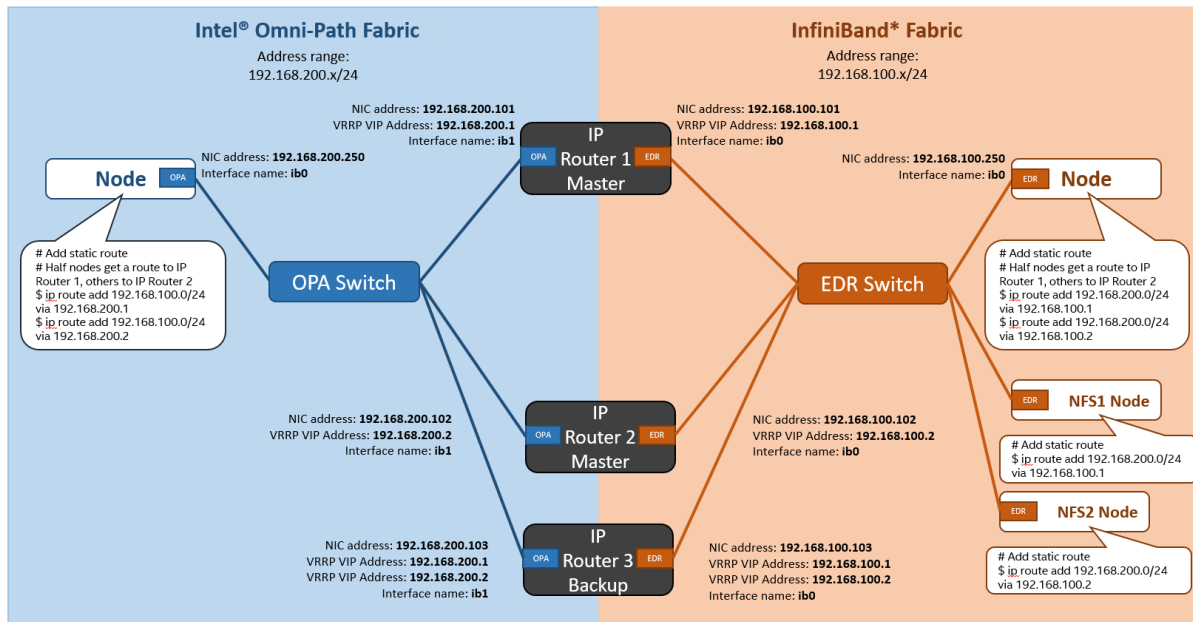 Intel® Omni-Path Fabric
Address range:
192.168.200.x/24
InfiniBand* Fabric
Address range:
192.168.100.x/24
NIC address: 192.168.200.101
VRRP VIP Address: 192.168.200.1
Interface name: ib1
IP
Router 1
Master
OPA
EDR
NIC address: 192.168.100.101
VRRP VIP Address: 192.168.100.1
Interface name: ib0
Node
OPA
NIC address: 192.168.200.250
Interface name: ib0
NIC address: 192.168.100.250
Interface name: ib0
EDR
Node
# Add static route
# Half nodes get a route to IP
Router 1, others to IP Router 2
$ ip route add 192.168.100.0/24
via 192.168.200.1
$ ip route add 192.168.100.0/24
via 192.168.200.2
OPA Switch
EDR Switch
# Add static route
# Half nodes get a route to IP
Router 1, others to IP Router 2
$ ip route add 192.168.200.0/24
via 192.168.100.1
$ ip route add 192.168.200.0/24
via 192.168.100.2
NIC address: 192.168.200.102
VRRP VIP Address: 192.168.200.2
Interface name: ib1
IP
Router 2
Master
OPA
EDR
NIC address: 192.168.100.102
VRRP VIP Address: 192.168.100.2
Interface name: ib0
EDR
NFS1 Node
# Add static route
$ ip route add 192.168.200.0/24
via 192.168.100.1
EDR
NFS2 Node
# Add static route
$ ip route add 192.168.200.0/24
via 192.168.100.2
NIC address: 192.168.200.103
VRRP VIP Address: 192.168.200.1
VRRP VIP Address: 192.168.200.2
Interface name: ib1
IP
Router 3
Backup
OPA
EDR
NIC address: 192.168.100.103
VRRP VIP Address: 192.168.100.1
VRRP VIP Address: 192.168.100.2
Interface name: ib0